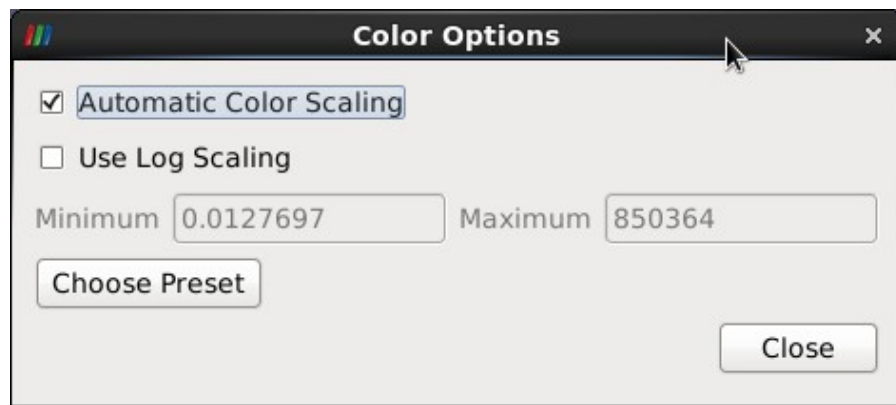 Color Options
Automatic Color Scaling
Use Log Scaling
Minimum 0.0127697 Maximum 850364
Choose Preset
Close